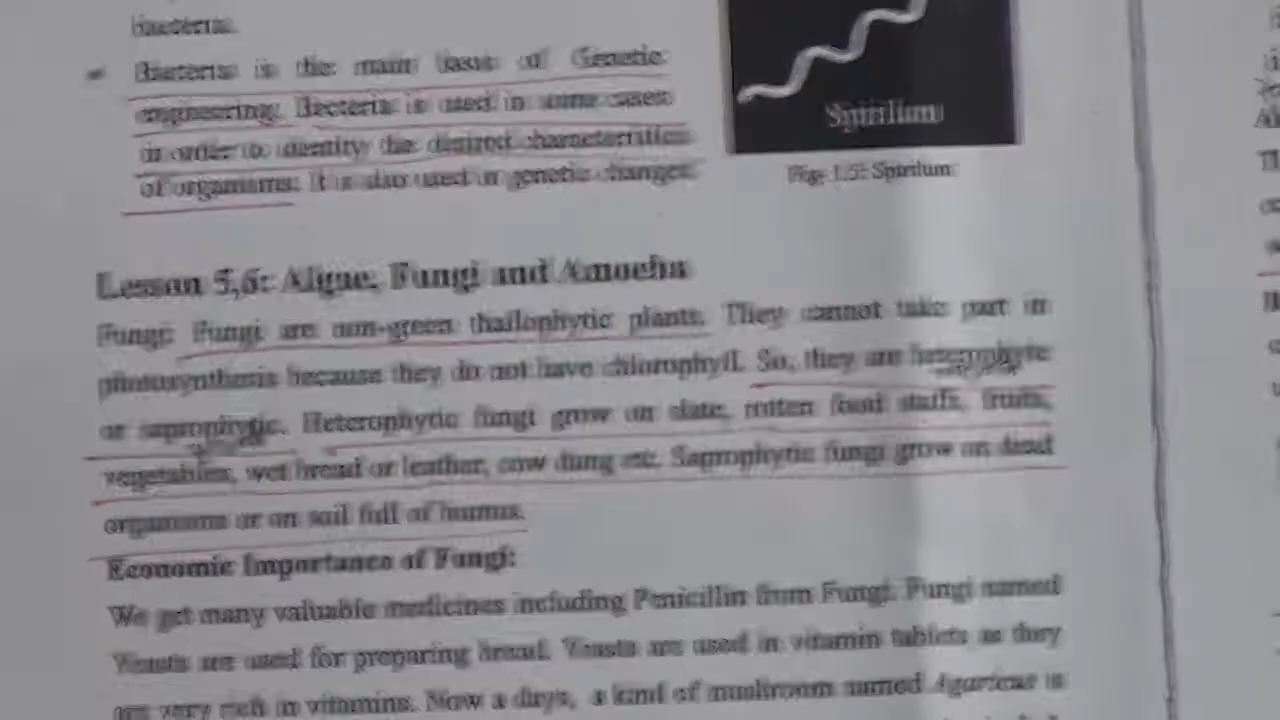 bacteria.
Bacteria is the main basis of Genetic
engineering. Bacteria is used in some cases
in order to identify the desired characteristics
of organisms. It is also used in genetic changes.
Spirilum
Fig: 1.5: Spirilum
Lesson 5,6: Algae, Fungi and Amoeba
Fungi: Fungi are non-green thallophytic plants. They cannot take part in
photosynthesis because they do not have chlorophyll. So, they are heterophytic
or saprophytic. Heterophytic fungi grow on slate, rotten food stuffs, fruits,
vegetables, wet bread or leather, cow dung etc. Saprophytic fungi grow on dead
organisms or on soil full of humus.
Economic Importance of Fungi:
We get many valuable medicines including Penicillin from Fungi. Fungi named
Yeasts are used for preparing bread. Yeasts are used in vitamin tablets as they
are very rich in vitamins. Now a days, a kind of mushroom named Agaricus is